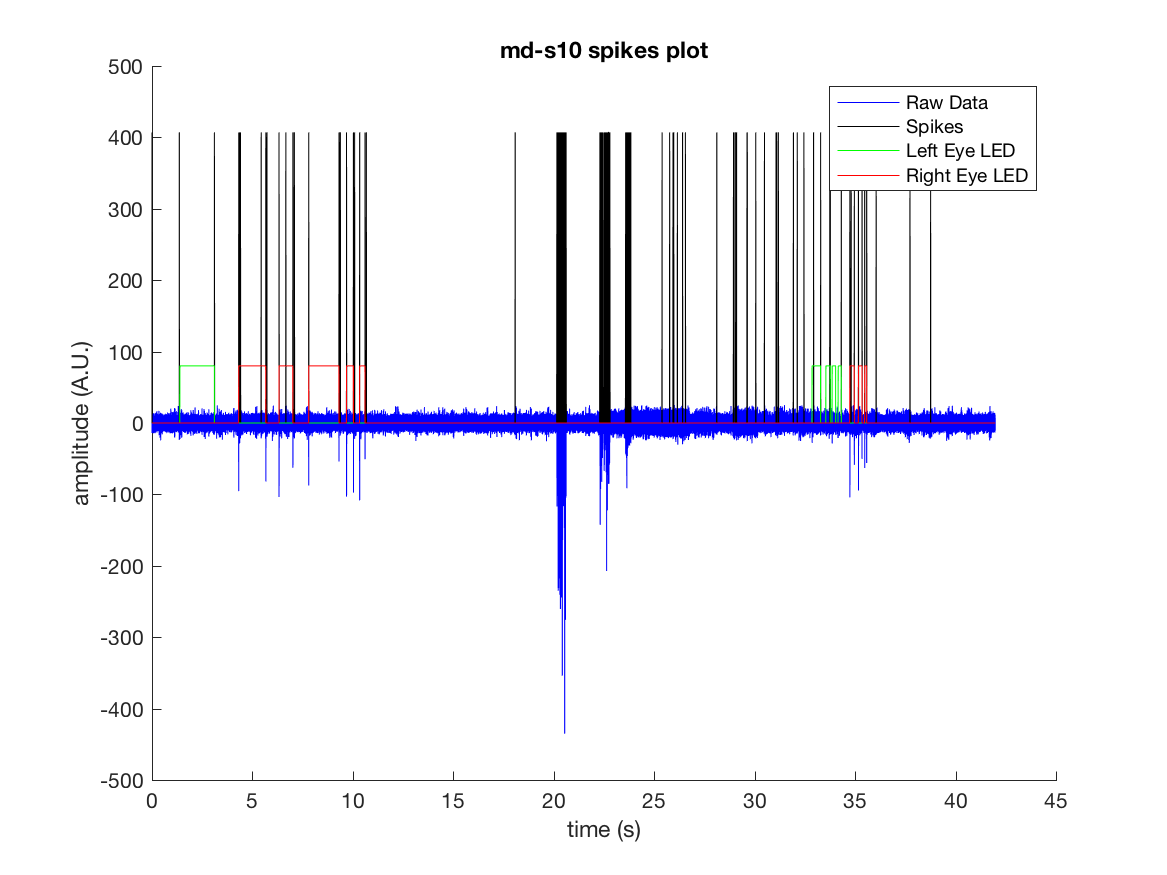 md-s10 spikes plot
500
400
300
200
100
0
-100
-200
-300
-400
-500
amplitude (A.U.)
Raw Data
Spikes
Left Eye LED
Right Eye LED
0 5 10 15 20 25 30 35 40 45
time (s)